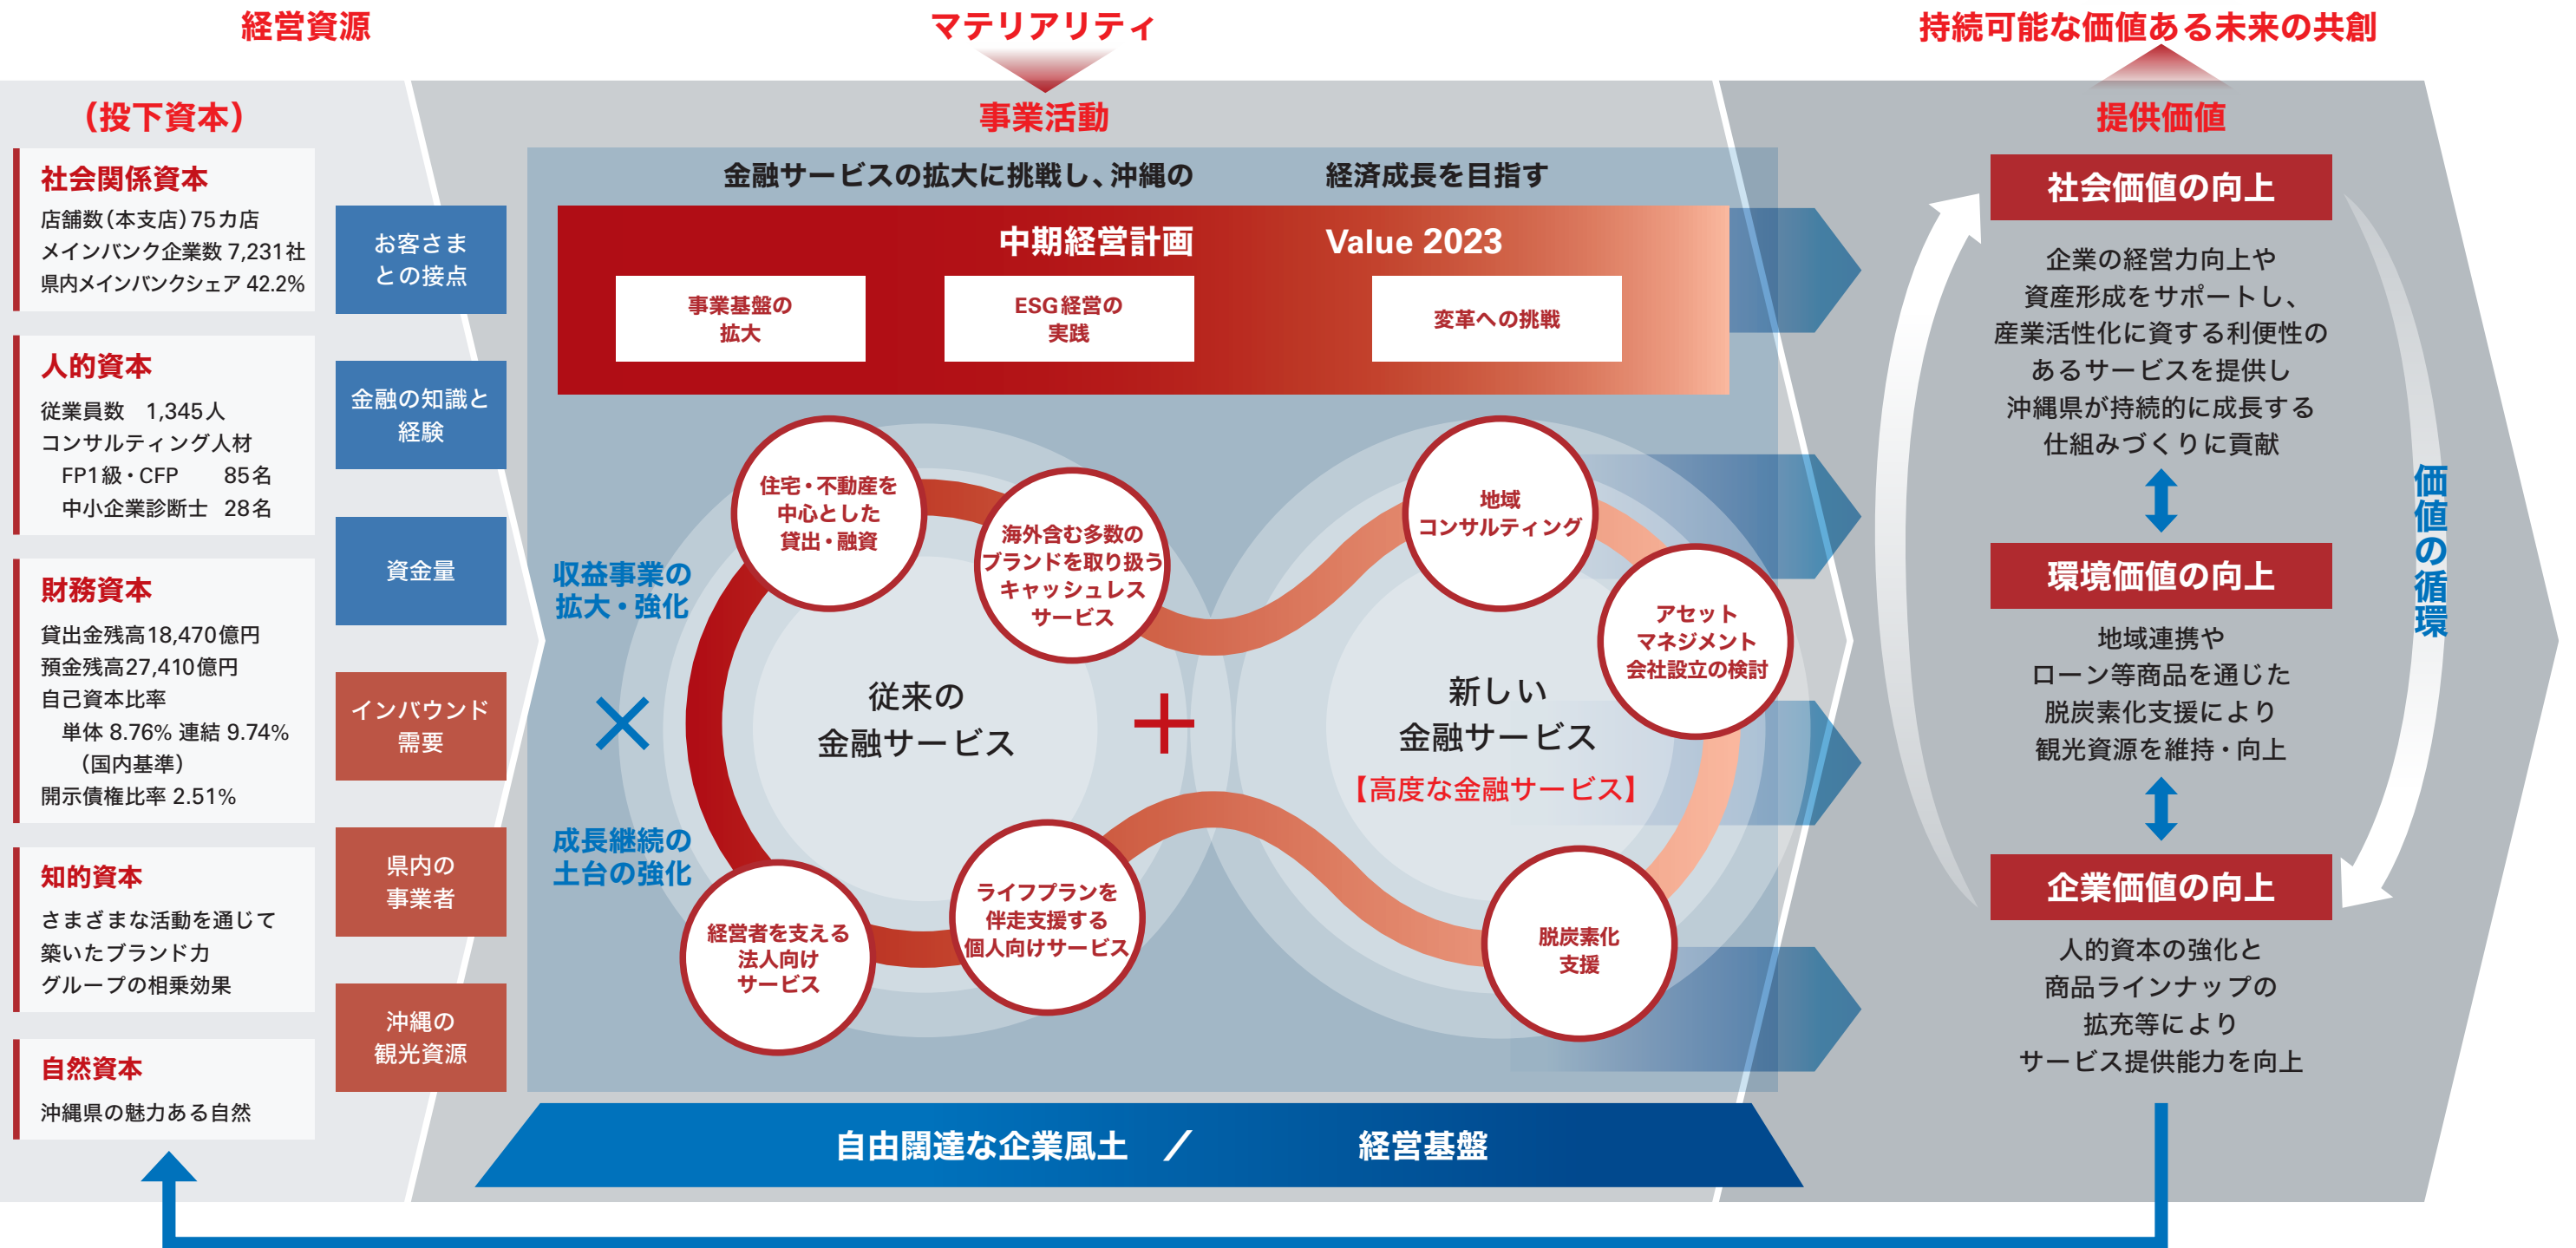 経営資源
マテリアリティ
持続可能な価値ある未来の共創
（投下資本）
事業活動
提供価値
社会関係資本
店舗数（本支店）75カ店
メインバンク企業数 7,231社
県内メインバンクシェア 42.2%
人的資本
従業員数　1,345人
コンサルティング人材
FP1級・CFP　85名
中小企業診断士　28名
財務資本
貸出金残高18,470億円
預金残高27,410億円
自己資本比率
単体 8.76% 連結 9.74%
（国内基準）
開示債権比率 2.51%
知的資本
さまざまな活動を通じて
築いたブランド力
グループの相乗効果
自然資本
沖縄県の魅力ある自然
お客さま
との接点
金融の知識と
経験
資金量
インバウンド
需要
県内の
事業者
沖縄の
観光資源
金融サービスの拡大に挑戦し、沖縄の　経済成長を目指す
中期経営計画　Value 2023
事業基盤の
拡大
ESG経営の
実践
変革への挑戦
収益事業の
拡大・強化
×
成長継続の
土台の強化
住宅・不動産を
中心とした
貸出・融資
海外含む多数の
ブランドを取り扱う
キャッシュレス
サービス
従来の
金融サービス
経営者を支える
法人向け
サービス
ライフプランを
伴走支援する
個人向けサービス
＋
地域
コンサルティング
アセット
マネジメント
会社設立の検討
新しい
金融サービス
【高度な金融サービス】
脱炭素化
支援
自由闊達な企業風土　／　経営基盤
社会価値の向上
企業の経営力向上や
資産形成をサポートし、
産業活性化に資する利便性の
あるサービスを提供し
沖縄県が持続的に成長する
仕組みづくりに貢献
環境価値の向上
地域連携や
ローン等商品を通じた
脱炭素化支援により
観光資源を維持・向上
企業価値の向上
人的資本の強化と
商品ラインナップの
拡充等により
サービス提供能力を向上
価値の循環